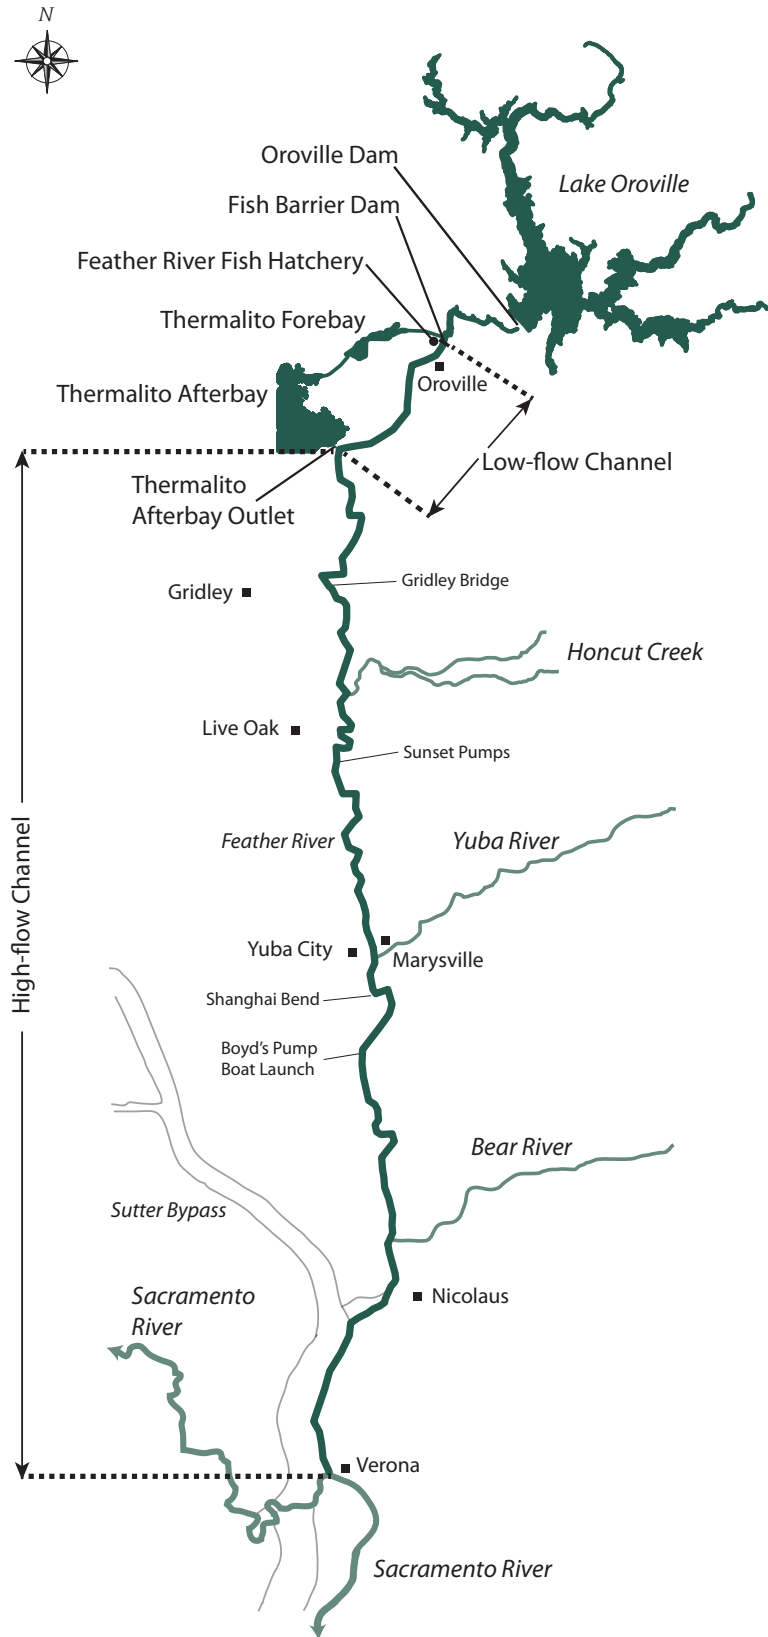 N
Oroville Dam
Lake Oroville
Fish Barrier Dam
Feather River Fish Hatchery
Thermalito Forebay
Oroville
Thermalito Afterbay
Low-flow Channel
Thermalito
Afterbay Outlet
Gridley Bridge
Gridley
Honcut Creek
Live Oak
Sunset Pumps
Feather River
Yuba River
High-flow Channel
Yuba City
Marysville
Shanghai Bend
Boyd's Pump
Boat Launch
Bear River
Sutter Bypass
Sacramento
River
Nicolaus
Verona
Sacramento River